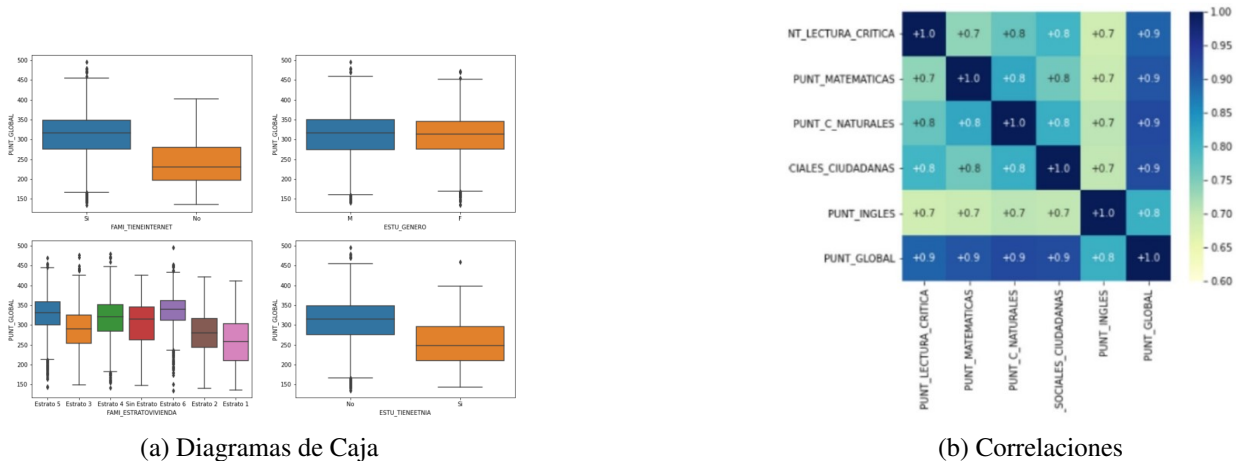 500
450
400
350
300
250
200
150
PUNT_GLOBAL
Si
No
FAMI_TIENEINTERNET
500
450
400
350
300
250
200
150
PUNT_GLOBAL
M
F
ESTU_GENERO
500
450
400
350
300
250
200
150
PUNT_GLOBAL
Estrato 5 Estrato 3 Estrato 4 Sin Estrato Estrato 6 Estrato 2 Estrato 1
FAMI_ESTRATOVIVIENDA
500
450
400
350
300
250
200
150
PUNT_GLOBAL
No
Si
ESTU_TIENEETNIA
(a) Diagramas de Caja
NT_LECTURA_CRITICA +1.0 +0.7 +0.8 +0.8 +0.7 +0.9
PUNT_MATEMATICAS +0.7 +1.0 +0.8 +0.8 +0.7 +0.9
PUNT_C_NATURALES +0.8 +0.8 +1.0 +0.8 +0.7 +0.9
CIALES_CIUDADANAS +0.8 +0.8 +0.8 +1.0 +0.7 +0.9
PUNT_INGLES +0.7 +0.7 +0.7 +0.7 +1.0 +0.8
PUNT_GLOBAL +0.9 +0.9 +0.9 +0.9 +0.8 +1.0
PUNT_LECTURA_CRITICA
PUNT_MATEMATICAS
PUNT_C_NATURALES
_SOCIALES_CIUDADANAS
PUNT_INGLES
PUNT_GLOBAL
1.00
0.95
0.90
0.85
0.80
0.75
0.70
0.65
0.60
(b) Correlaciones